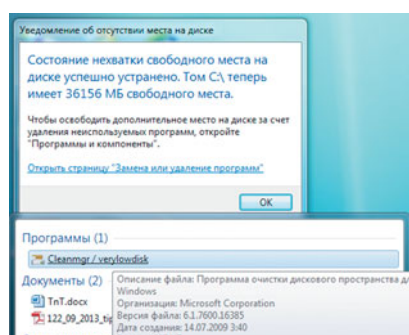 Уведомление об отсутствии места на диске
Состояние нехватки свободного места на
диске успешно устранено. Том C:\ теперь
имеет 36156 МБ свободного места.
Чтобы освободить дополнительное место на диске за счет
удаления неиспользуемых программ, откройте
"Программы и компоненты".
Открыть страницу "Замена или удаление программ"
OK
Программы (1)
Cleanmgr / verylowdisk
Документы (2)
TnT.docx
122_09_2013_tip
Описание файла: Программа очистки дискового пространства для
Windows
Организация: Microsoft Corporation
Версия файла: 6.1.7600.16385
Дата создания: 14.07.2009 3:40